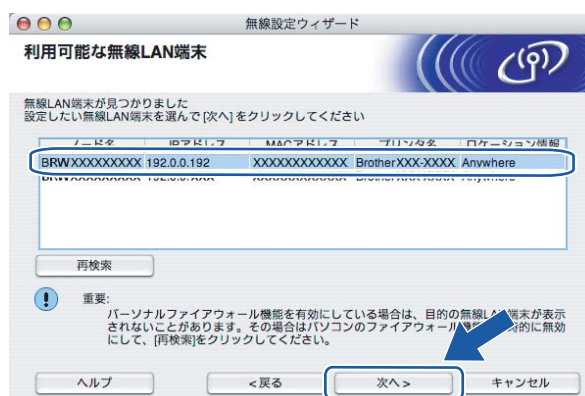 無線設定ウィザード
利用可能な無線LAN端末
無線LAN端末が見つかりました
設定したい無線LAN端末を選んで [次へ] をクリックしてください
ノード名 IPアドレス MACアドレス プリンタ名 ロケーション情報
BRWXXXXXXXXX 192.0.0.192 XXXXXXXXXXXX BrotherXXX-XXXX Anywhere
再検索
重要:
パーソナルファイアウォール機能を有効にしている場合は、目的の無線LAN端末が表示
されないことがあります。その場合はパソコンのファイアウォール
にして、[再検索]をクリックしてください。
ヘルプ <戻る 次へ> キャンセル